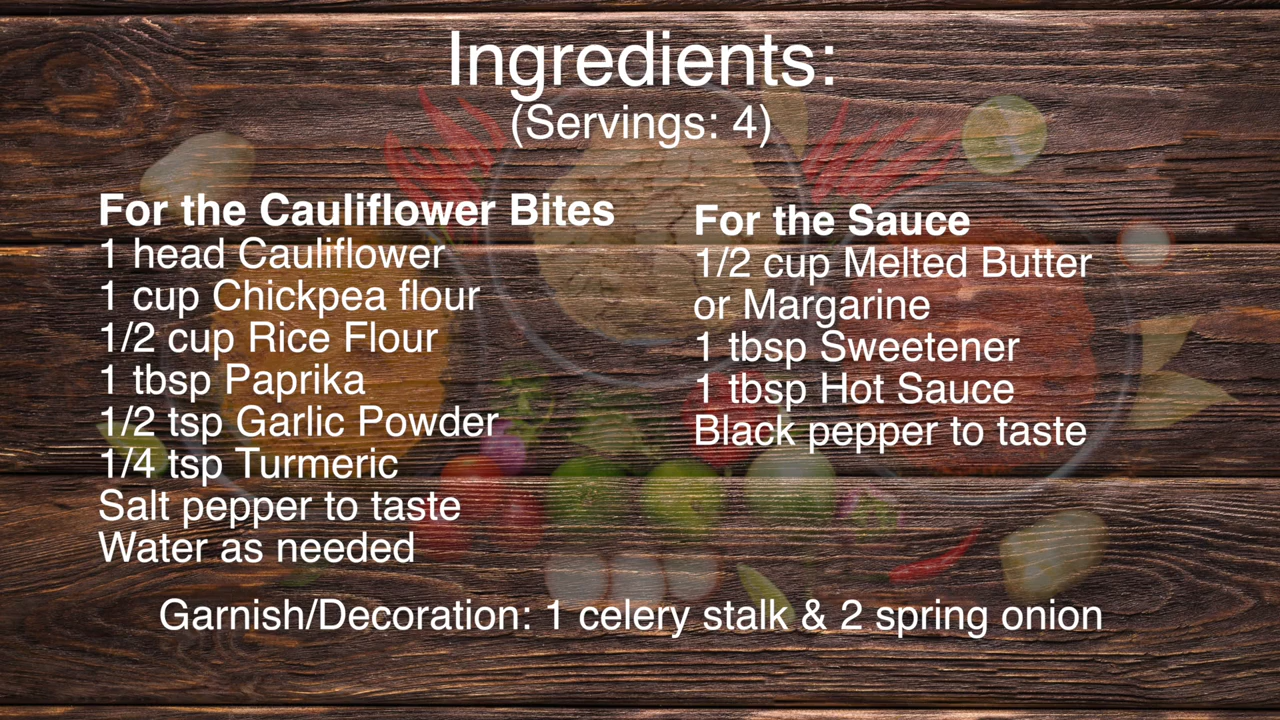 Ingredients:
(Servings: 4)
For the Cauliflower Bites
1 head Cauliflower
1 cup Chickpea flour
1/2 cup Rice Flour
1 tbsp Paprika
1/2 tsp Garlic Powder
1/4 tsp Turmeric
Salt pepper to taste
Water as needed
For the Sauce
1/2 cup Melted Butter
or Margarine
1 tbsp Sweetener
1 tbsp Hot Sauce
Black pepper to taste
Garnish/Decoration: 1 celery stalk & 2 spring onion